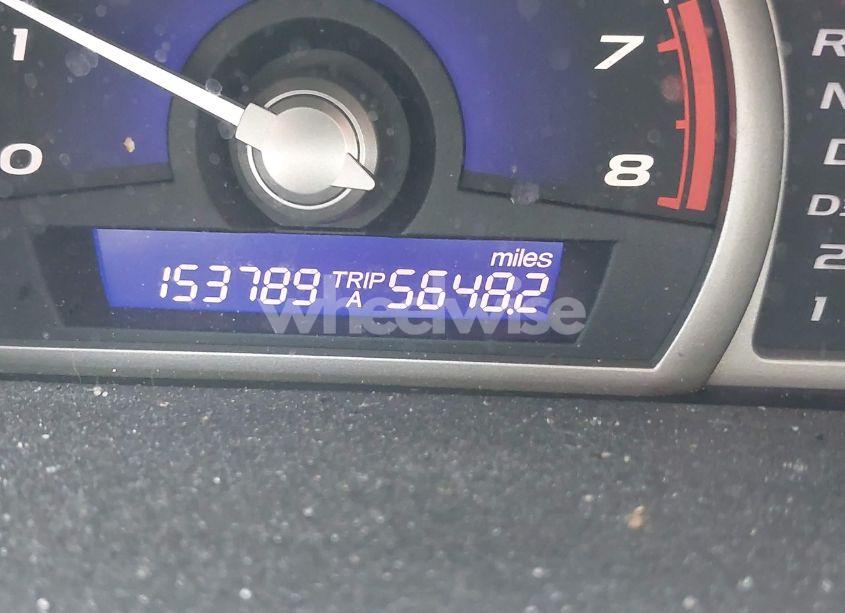 1
7
R
N
0
8
D
D3
miles
2
153789 TRIP A 5648.2
1
wheelwise